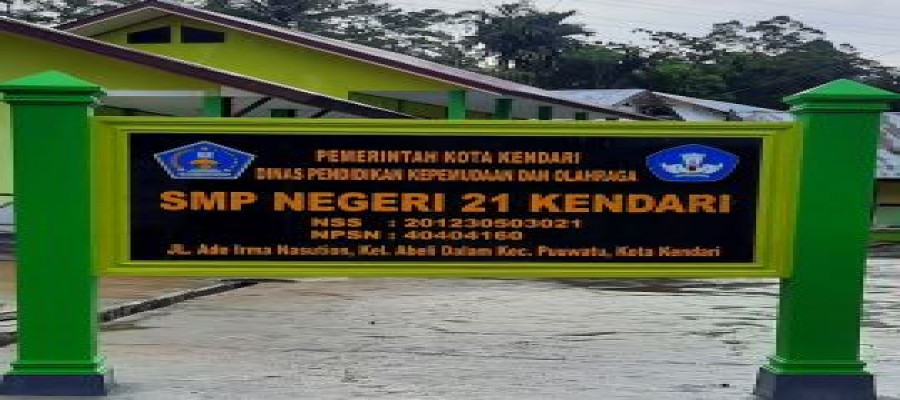 PEMERINTAH KOTA KENDARI
DINAS PENDIDIKAN KEPEMUDAAN DAH OLAHRAGA
SMP NEGERI 21 KENDARI
NSS : 201230503021
NPSN : 40404160
JL. Ade Irma Nasution, Kel. Abeli Dalam Kec. Puuwatu, Kota Kendari